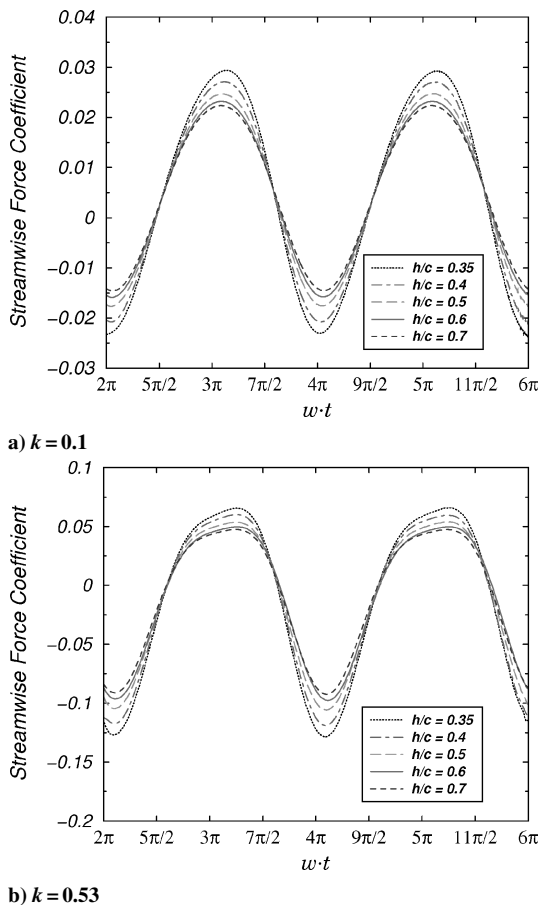 0.04
0.03
0.02
0.01
0
−0.01
−0.02
−0.03
Streamwise Force Coefficient
h/c = 0.35
h/c = 0.4
h/c = 0.5
h/c = 0.6
h/c = 0.7
2π 5π/2 3π 7π/2 4π 9π/2 5π 11π/2 6π
w·t
a) k = 0.1
0.1
0.05
0
−0.05
−0.1
−0.15
−0.2
Streamwise Force Coefficient
h/c = 0.35
h/c = 0.4
h/c = 0.5
h/c = 0.6
h/c = 0.7
2π 5π/2 3π 7π/2 4π 9π/2 5π 11π/2 6π
w·t
b) k = 0.53